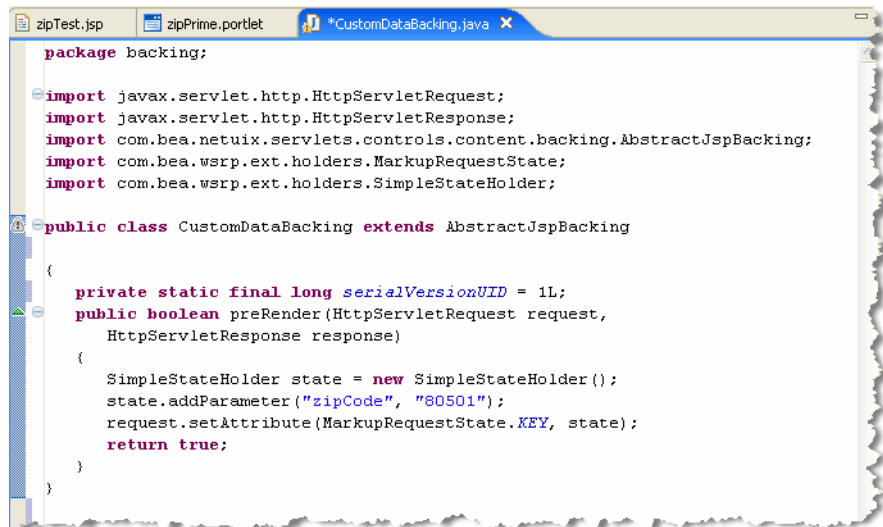 zipTest.jsp zipPrime.portlet *CustomDataBacking.java
package backing;
import javax.servlet.http.HttpServletRequest;
import javax.servlet.http.HttpServletResponse;
import com.bea.netuix.servlets.controls.content.backing.AbstractJspBacking;
import com.bea.wsrp.ext.holders.MarkupRequestState;
import com.bea.wsrp.ext.holders.SimpleStateHolder;
public class CustomDataBacking extends AbstractJspBacking
{
private static final long serialVersionUID = 1L;
public boolean preRender(HttpServletRequest request,
HttpServletResponse response)
{
SimpleStateHolder state = new SimpleStateHolder();
state.addParameter("zipCode", "80501");
request.setAttribute(MarkupRequestState.KEY, state);
return true;
}
}